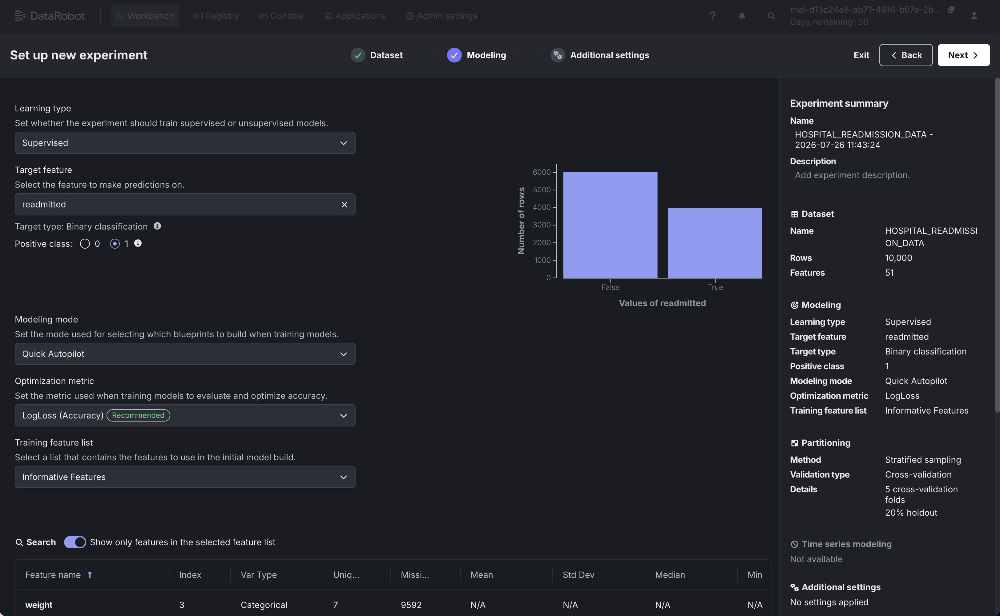 DataRobot
Workbench
Registry
Console
Applications
Admin settings
trial-d13c24a8-ab71-4616-b07e-2b...
Days remaining: 30
Set up new experiment
Dataset
Modeling
Additional settings
Exit
Back
Next
Learning type
Set whether the experiment should train supervised or unsupervised models.
Supervised
Target feature
Select the feature to make predictions on.
readmitted
Target type: Binary classification
Positive class: 0 1
Number of rows
6000
5000
4000
3000
2000
1000
0
False True
Values of readmitted
Modeling mode
Set the mode used for selecting which blueprints to build when training models.
Quick Autopilot
Optimization metric
Set the metric used when training models to evaluate and optimize accuracy.
LogLoss (Accuracy) Recommended
Training feature list
Select a list that contains the features to use in the initial model build.
Informative Features
Search Show only features in the selected feature list
Feature name Index Var Type Uniq... Missi... Mean Std Dev Median Min
weight 3 Categorical 7 9592 N/A N/A N/A N/A
Experiment summary
Name
HOSPITAL_READMISSION_DATA -
2026-07-26 11:43:24
Description
Add experiment description.
Dataset
Name HOSPITAL_READMISSI
ON_DATA
Rows 10,000
Features 51
Modeling
Learning type Supervised
Target feature readmitted
Target type Binary classification
Positive class 1
Modeling mode Quick Autopilot
Optimization metric LogLoss
Training feature list Informative Features
Partitioning
Method Stratified sampling
Validation type Cross-validation
Details 5 cross-validation
folds
20% holdout
Time series modeling
Not available
Additional settings
No settings applied